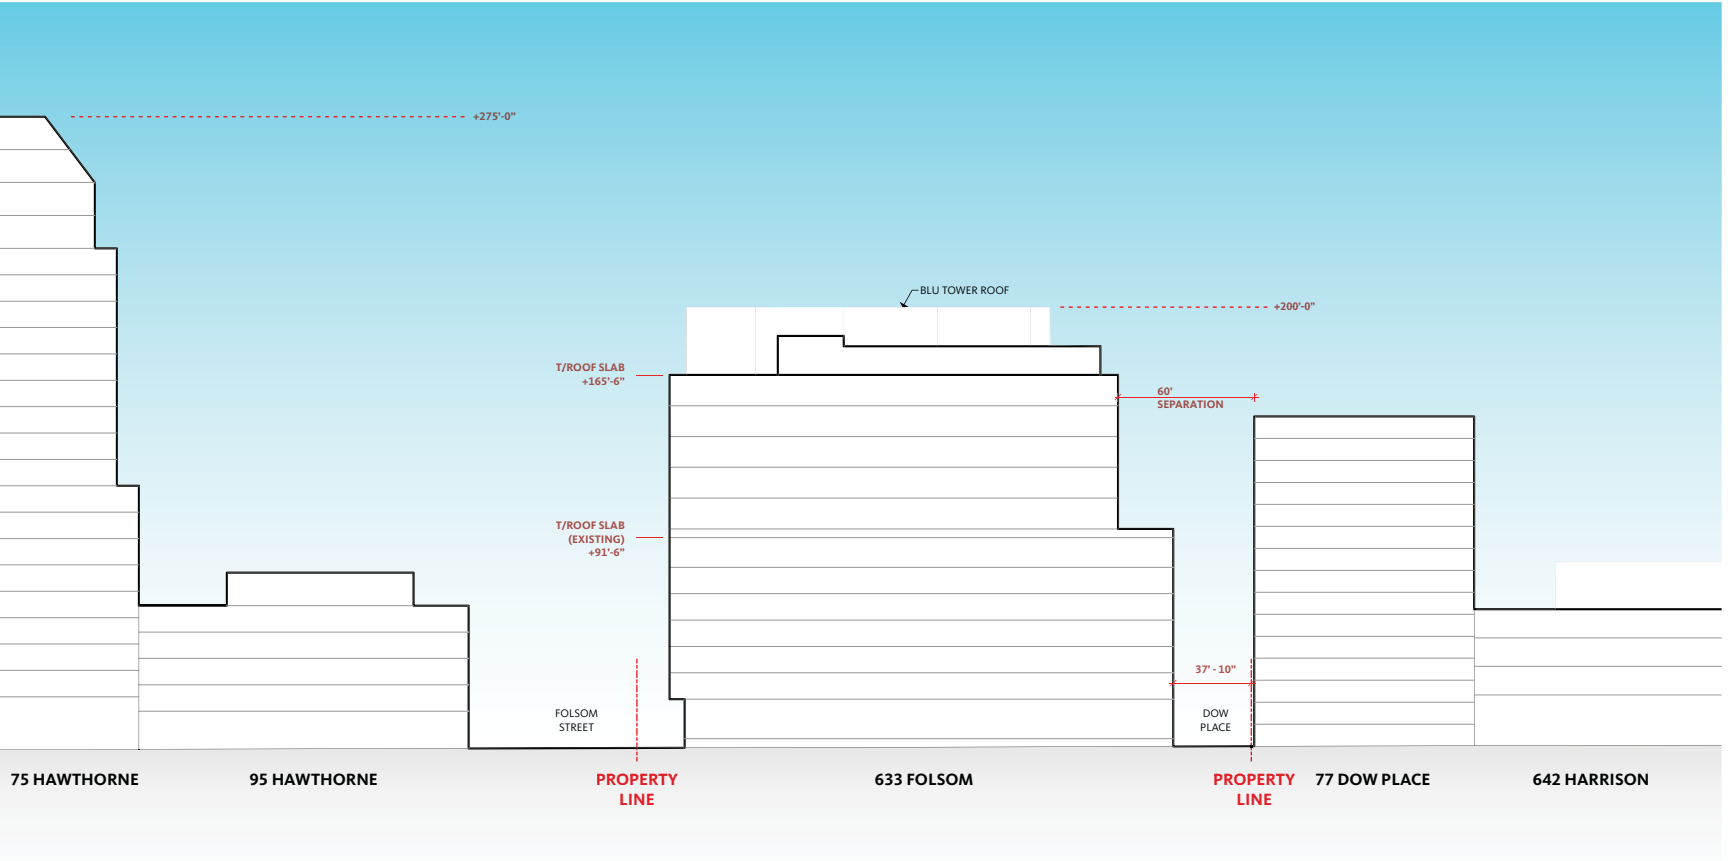 +275'-0"
BLU TOWER ROOF
+200'-0"
T/ROOF SLAB
+165'-6"
60'
SEPARATION
T/ROOF SLAB
(EXISTING)
+91'-6"
37' - 10"
FOLSOM
STREET
DOW
PLACE
75 HAWTHORNE
95 HAWTHORNE
PROPERTY
LINE
633 FOLSOM
PROPERTY
LINE
77 DOW PLACE
642 HARRISON